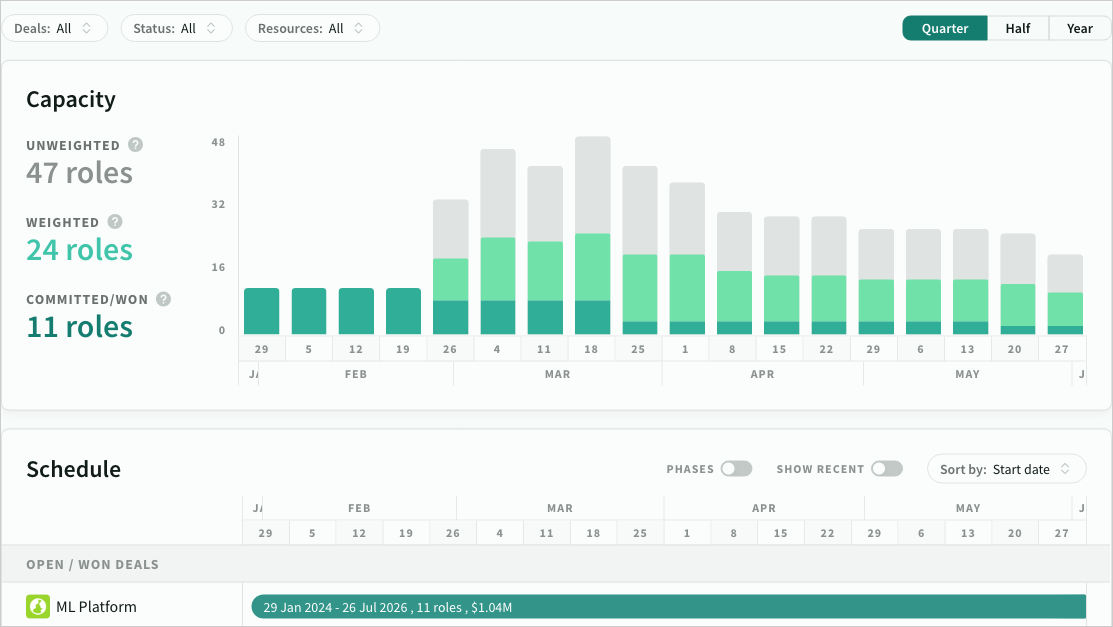 Deals: All Status: All Resources: All Quarter Half Year
Capacity
UNWEIGHTED ?
47 roles
WEIGHTED ?
24 roles
COMMITTED/WON ?
11 roles
48
32
16
0
29 5 12 19 26 4 11 18 25 1 8 15 22 29 6 13 20 27
FEB MAR APR MAY J
Schedule PHASES SHOW RECENT Sort by: Start date
FEB MAR APR MAY J
29 5 12 19 26 4 11 18 25 1 8 15 22 29 6 13 20 27
OPEN / WON DEALS
ML Platform 29 Jan 2024 - 26 Jul 2026 , 11 roles , $1.04M